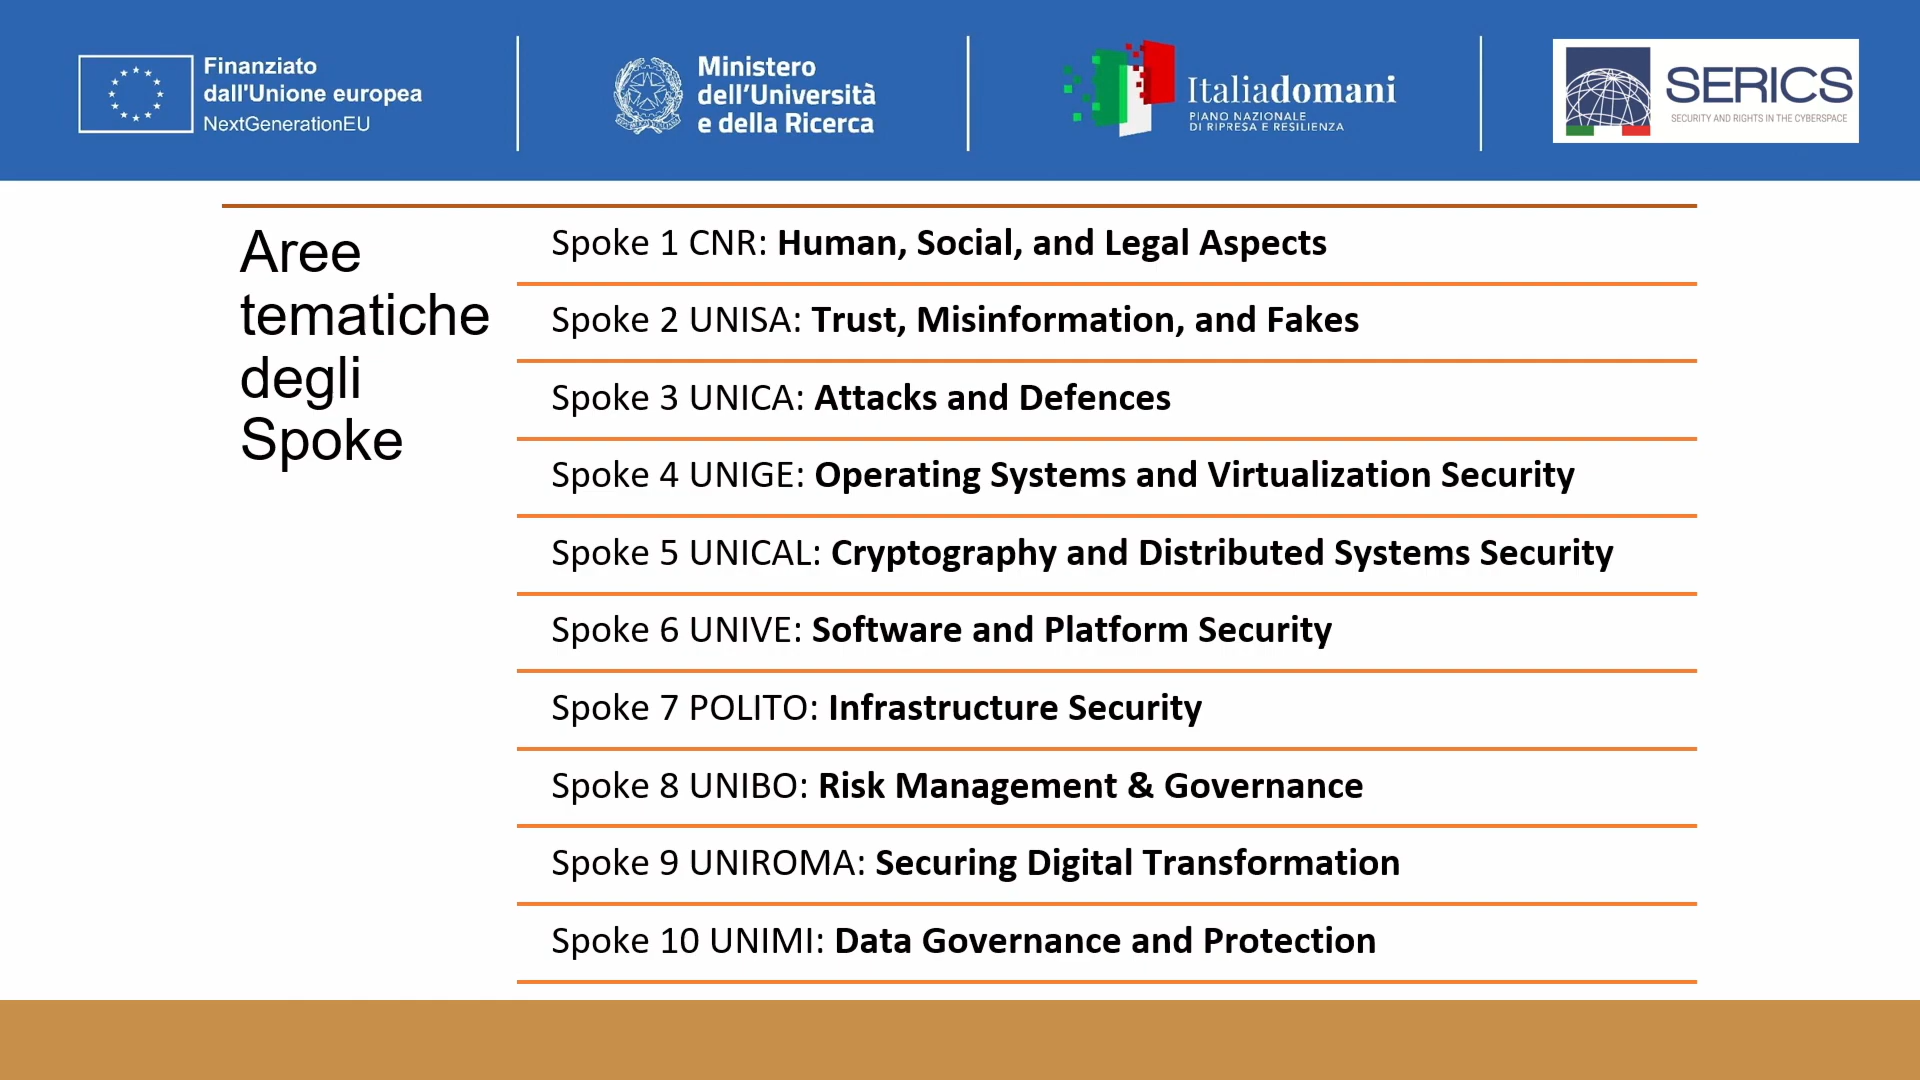 Finanziato
dall'Unione europea
NextGenerationEU
Ministero
dell'Università
e della Ricerca
Italiadomani
PIANO NAZIONALE
DI RIPRESA E RESILIENZA
SERICS
SECURITY AND RIGHTS IN THE CYBERSPACE
Aree
tematiche
degli
Spoke
Spoke 1 CNR: Human, Social, and Legal Aspects
Spoke 2 UNISA: Trust, Misinformation, and Fakes
Spoke 3 UNICA: Attacks and Defences
Spoke 4 UNIGE: Operating Systems and Virtualization Security
Spoke 5 UNICAL: Cryptography and Distributed Systems Security
Spoke 6 UNIVE: Software and Platform Security
Spoke 7 POLITO: Infrastructure Security
Spoke 8 UNIBO: Risk Management & Governance
Spoke 9 UNIROMA: Securing Digital Transformation
Spoke 10 UNIMI: Data Governance and Protection